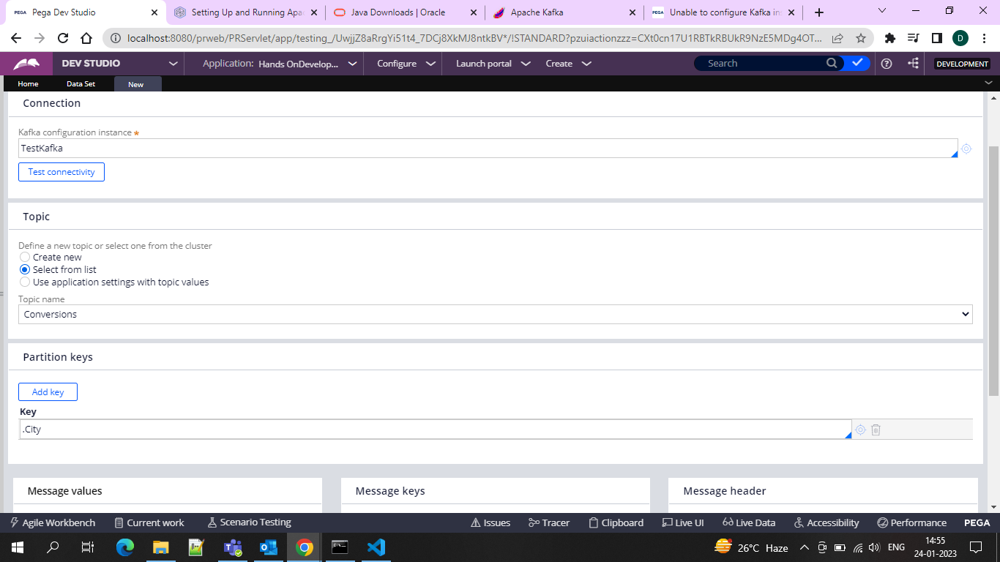 PEGA Pega Dev Studio
Setting Up and Running Apac
Java Downloads | Oracle
Apache Kafka
PEGA Unable to configure Kafka in
localhost:8080/prweb/PRServlet/app/testing_/UwjjZ8aRrgYi51t4_7DCj8XkMJ8ntkBV*/!STANDARD?pzuiactionzzz=CXt0cn17U1RBTkRBUkR9NzE5MDg4OT...
D
DEV STUDIO
Application: Hands OnDevelop...
Configure
Launch portal
Create
Search
DEVELOPMENT
Home
Data Set
New
Connection
Kafka configuration instance *
TestKafka
Test connectivity
Topic
Define a new topic or select one from the cluster
Create new
Select from list
Use application settings with topic values
Topic name
Conversions
Partition keys
Add key
Key
.City
Message values
Message keys
Message header
Agile Workbench
Current work
Scenario Testing
Issues
Tracer
Clipboard
Live UI
Live Data
Accessibility
Performance
PEGA
26°C Haze
ENG
14:55
24-01-2023